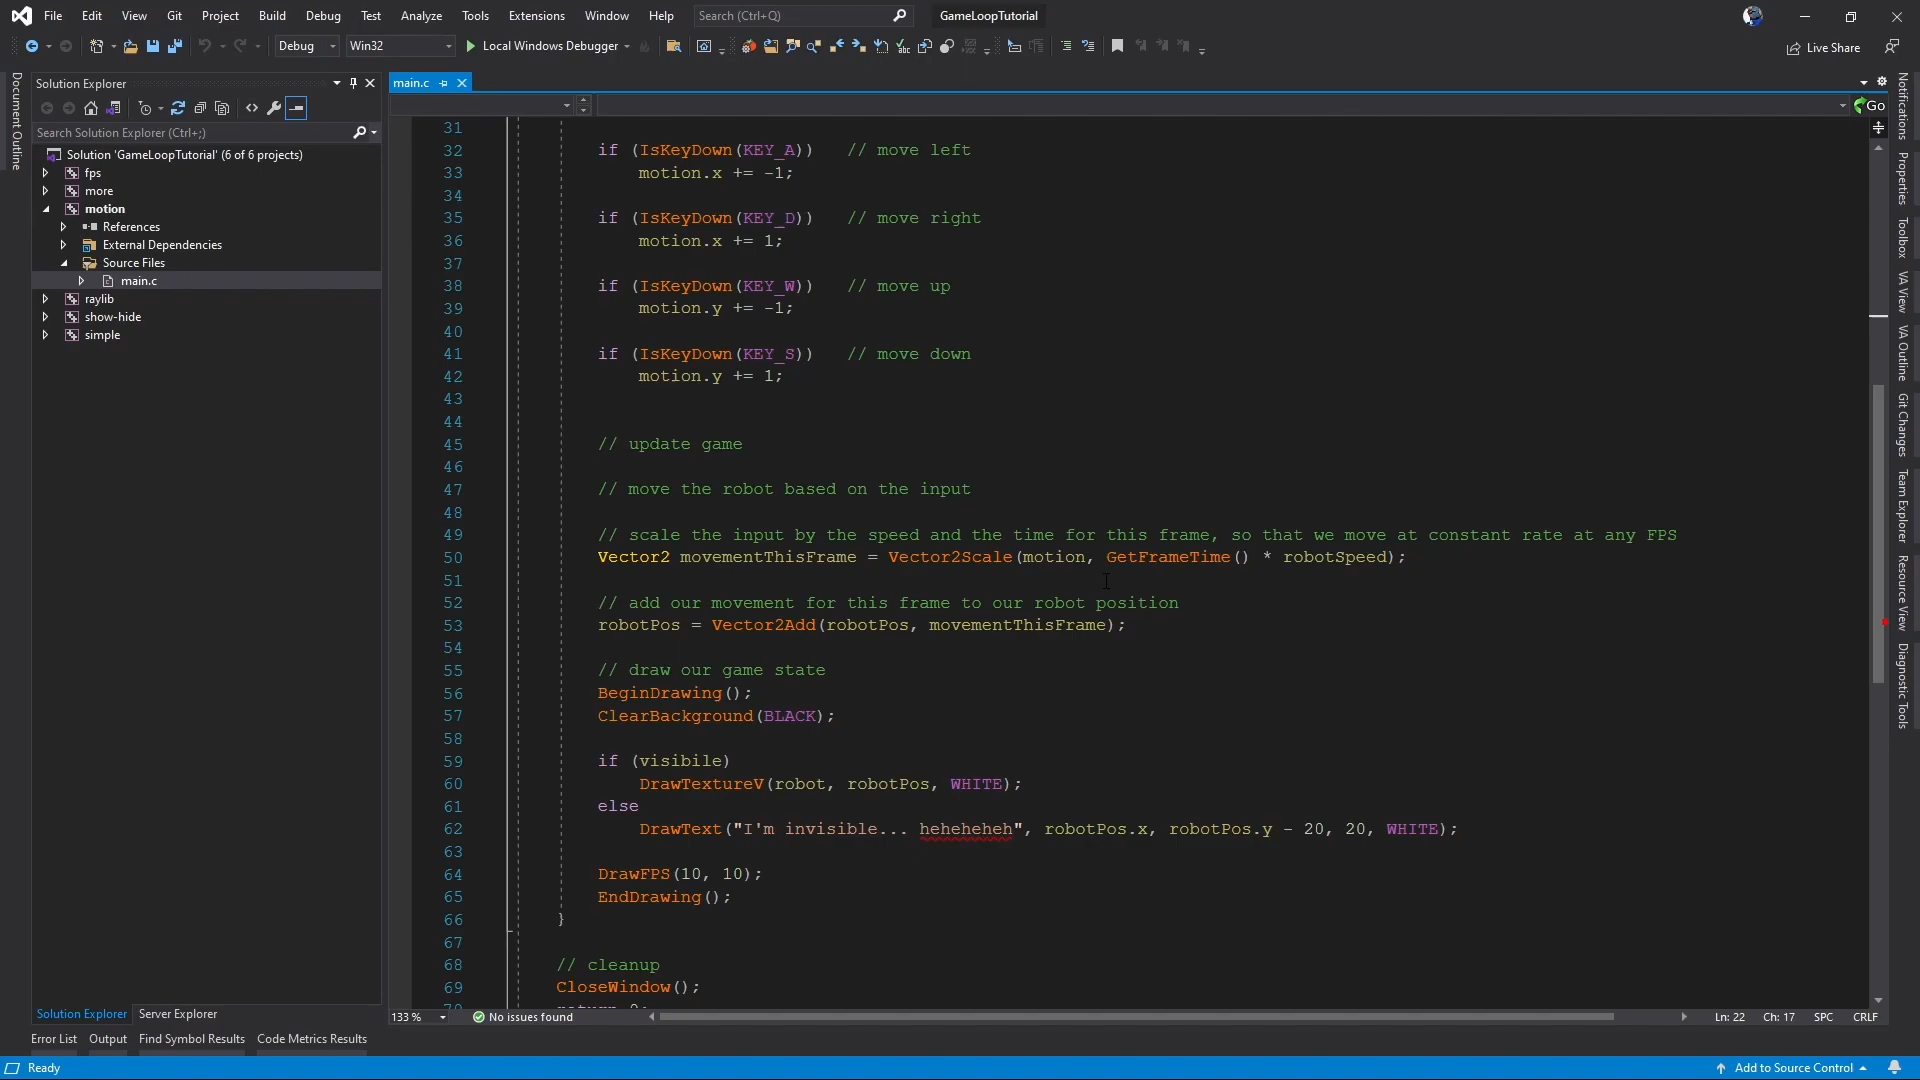 File Edit View Git Project Build Debug Test Analyze Tools Extensions Window Help Search (Ctrl+Q) GameLoopTutorial
Debug Win32 Local Windows Debugger Live Share
Document Outline
Solution Explorer
Search Solution Explorer (Ctrl+;)
Solution 'GameLoopTutorial' (6 of 6 projects)
fps
more
motion
References
External Dependencies
Source Files
main.c
raylib
show-hide
simple
Solution Explorer Server Explorer
main.c
Go
31
32 if (IsKeyDown(KEY_A)) // move left
33 motion.x += -1;
34
35 if (IsKeyDown(KEY_D)) // move right
36 motion.x += 1;
37
38 if (IsKeyDown(KEY_W)) // move up
39 motion.y += -1;
40
41 if (IsKeyDown(KEY_S)) // move down
42 motion.y += 1;
43
44
45 // update game
46
47 // move the robot based on the input
48
49 // scale the input by the speed and the time for this frame, so that we move at constant rate at any FPS
50 Vector2 movementThisFrame = Vector2Scale(motion, GetFrameTime() * robotSpeed);
51
52 // add our movement for this frame to our robot position
53 robotPos = Vector2Add(robotPos, movementThisFrame);
54
55 // draw our game state
56 BeginDrawing();
57 ClearBackground(BLACK);
58
59 if (visibile)
60 DrawTextureV(robot, robotPos, WHITE);
61 else
62 DrawText("I'm invisible... heheheheh", robotPos.x, robotPos.y - 20, 20, WHITE);
63
64 DrawFPS(10, 10);
65 EndDrawing();
66 }
67
68 // cleanup
69 CloseWindow();
70 return 0;
133 % No issues found Ln: 22 Ch: 17 SPC CRLF
Notifications
Properties
Toolbox
VA View
VA Outline
Git Changes
Team Explorer
Resource View
Diagnostic Tools
Error List Output Find Symbol Results Code Metrics Results
Ready Add to Source Control